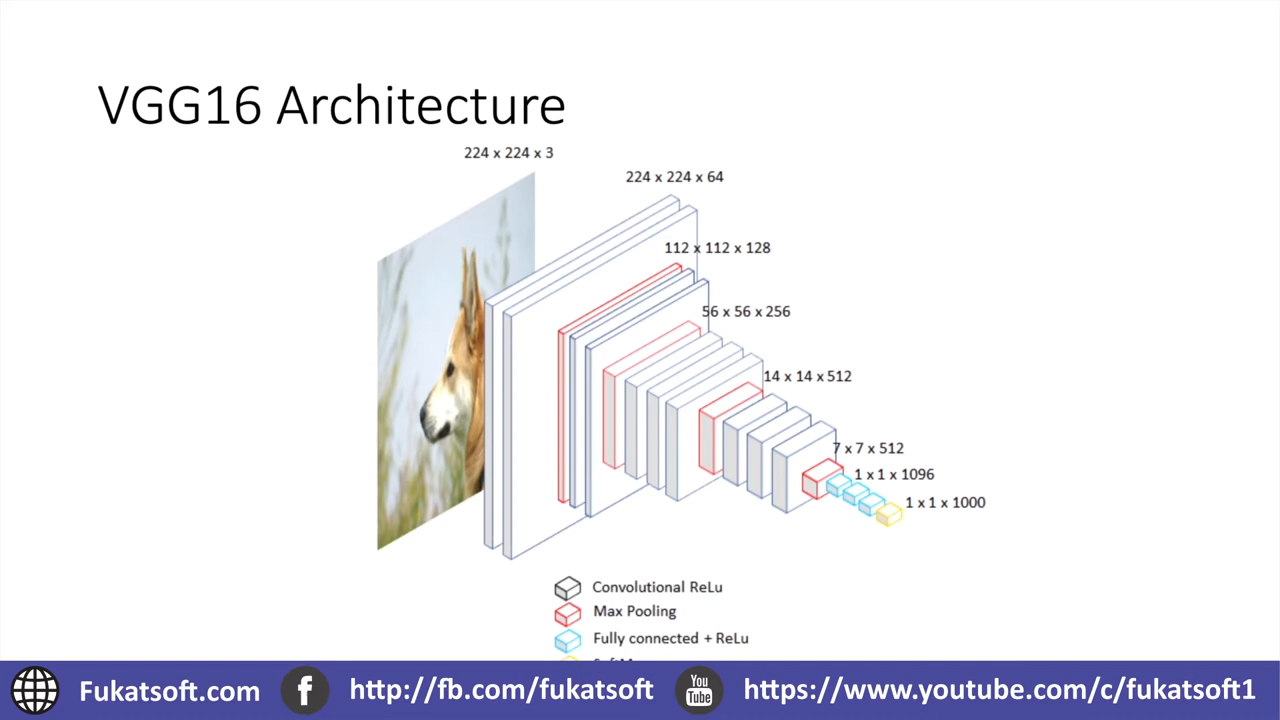 VGG16 Architecture
224 x 224 x 3
224 x 224 x 64
112 x 112 x 128
56 x 56 x 256
14 x 14 x 512
7 x 7 x 512
1 x 1 x 1096
1 x 1 x 1000
Convolutional ReLu
Max Pooling
Fully connected + ReLu
Fukatsoft.com
f
http://fb.com/fukatsoft
You
Tube
https://www.youtube.com/c/fukatsoft1